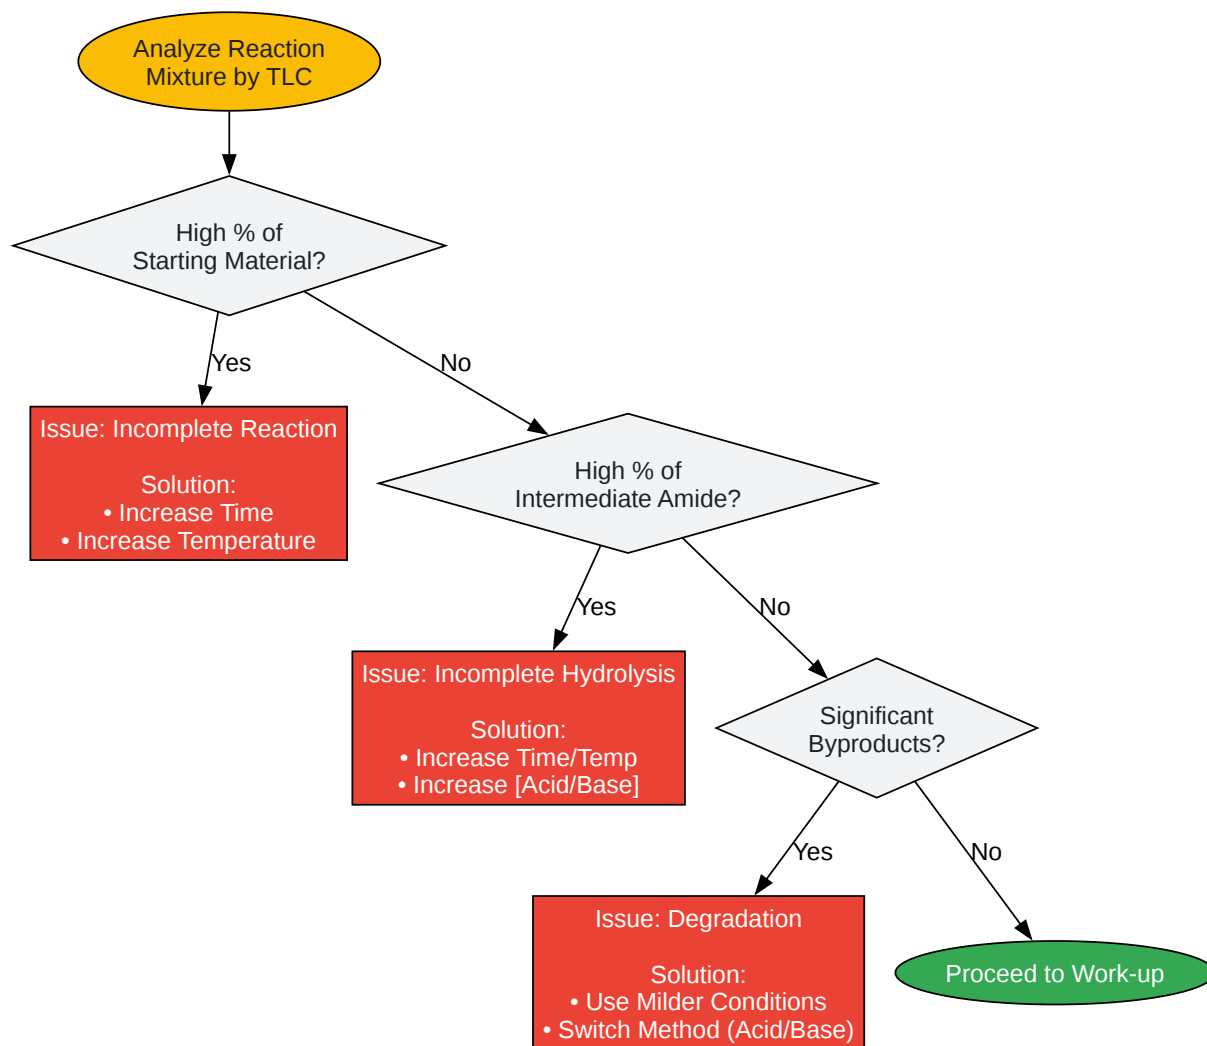 Analyze Reaction
Mixture by TLC
High % of
Starting Material?
Yes
No
Issue: Incomplete Reaction
Solution:
• Increase Time
• Increase Temperature
High % of
Intermediate Amide?
Yes
No
Issue: Incomplete Hydrolysis
Solution:
• Increase Time/Temp
• Increase [Acid/Base]
Significant
Byproducts?
Yes
No
Issue: Degradation
Solution:
• Use Milder Conditions
• Switch Method (Acid/Base)
Proceed to Work-up